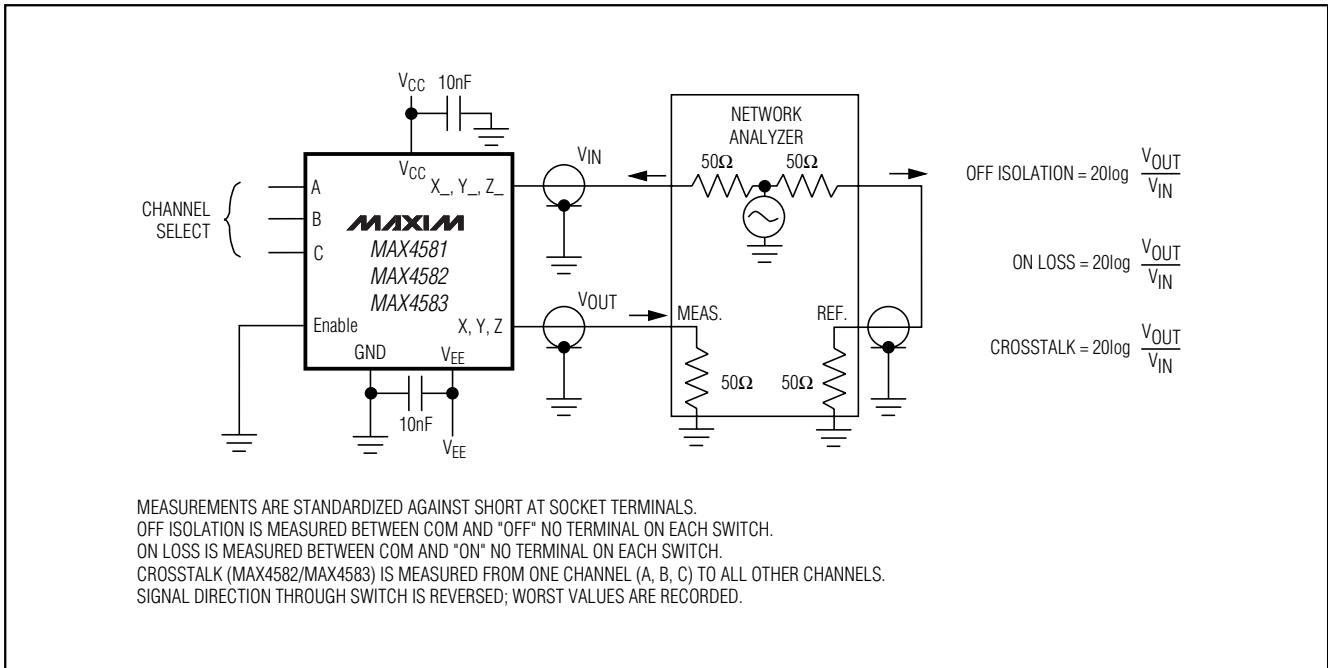 VCC 10nF
NETWORK
ANALYZER
50Ω 50Ω
VIN
VCC
X_, Y_, Z_
A
B
C
CHANNEL
SELECT
MAXIM
MAX4581
MAX4582
MAX4583
Enable
X, Y, Z
GND VEE
10nF
VEE
VOUT
MEAS. REF.
50Ω 50Ω
OFF ISOLATION = 20log VOUT
VIN
ON LOSS = 20log VOUT
VIN
CROSSTALK = 20log VOUT
VIN
MEASUREMENTS ARE STANDARDIZED AGAINST SHORT AT SOCKET TERMINALS.
OFF ISOLATION IS MEASURED BETWEEN COM AND "OFF" NO TERMINAL ON EACH SWITCH.
ON LOSS IS MEASURED BETWEEN COM AND "ON" NO TERMINAL ON EACH SWITCH.
CROSSTALK (MAX4582/MAX4583) IS MEASURED FROM ONE CHANNEL (A, B, C) TO ALL OTHER CHANNELS.
SIGNAL DIRECTION THROUGH SWITCH IS REVERSED; WORST VALUES ARE RECORDED.